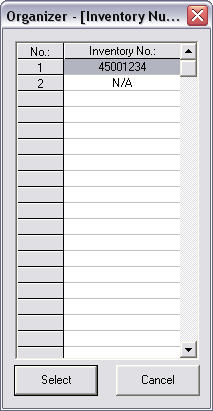 Organizer - [Inventory Nu...
No.: Inventory No.:
1 45001234
2 N/A
Select Cancel